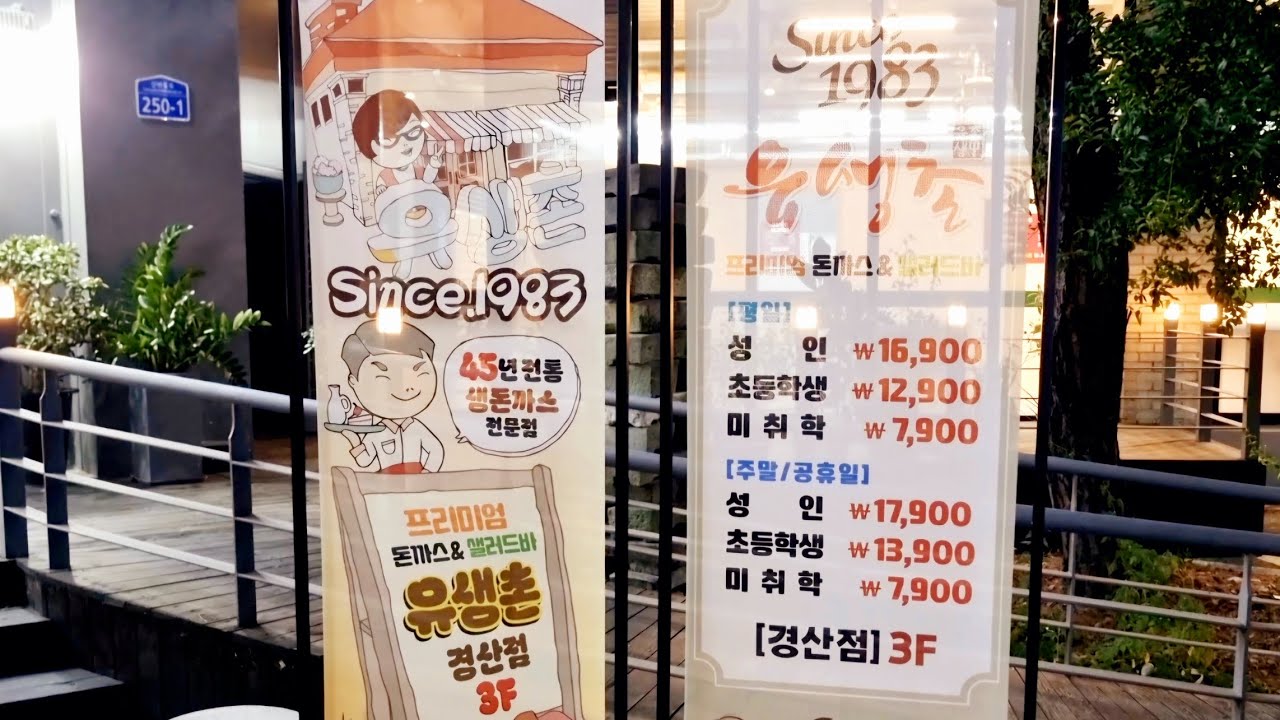 250-1
유생촌
Since.1983
45년 전통
생돈까스
전문점
프리미엄
돈까스& 샐러드바
유생촌
경산점
3F
Since
1983
유생촌
프리미엄 돈까스& 샐러드바
[평일]
성 인 ₩16,900
초등학생 ₩12,900
미 취 학 ₩7,900
[주말/공휴일]
성 인 ₩17,900
초등학생 ₩13,900
미 취 학 ₩7,900
[경산점] 3F